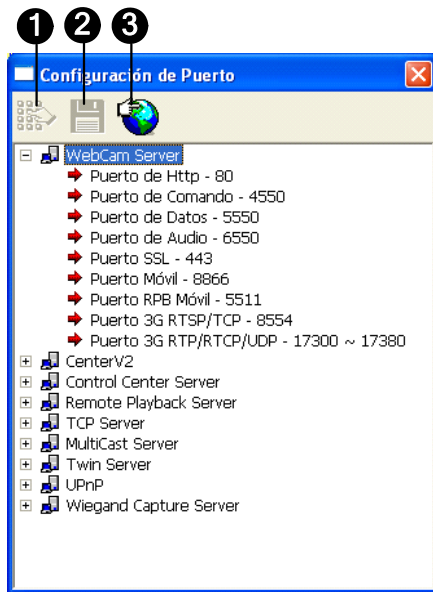 1 2 3
Configuración de Puerto
WebCam Server
Puerto de Http - 80
Puerto de Comando - 4550
Puerto de Datos - 5550
Puerto de Audio - 6550
Puerto SSL - 443
Puerto Móvil - 8866
Puerto RPB Móvil - 5511
Puerto 3G RTSP/TCP - 8554
Puerto 3G RTP/RTCP/UDP - 17300 ~ 17380
CenterV2
Control Center Server
Remote Playback Server
TCP Server
MultiCast Server
Twin Server
UPnP
Wiegand Capture Server